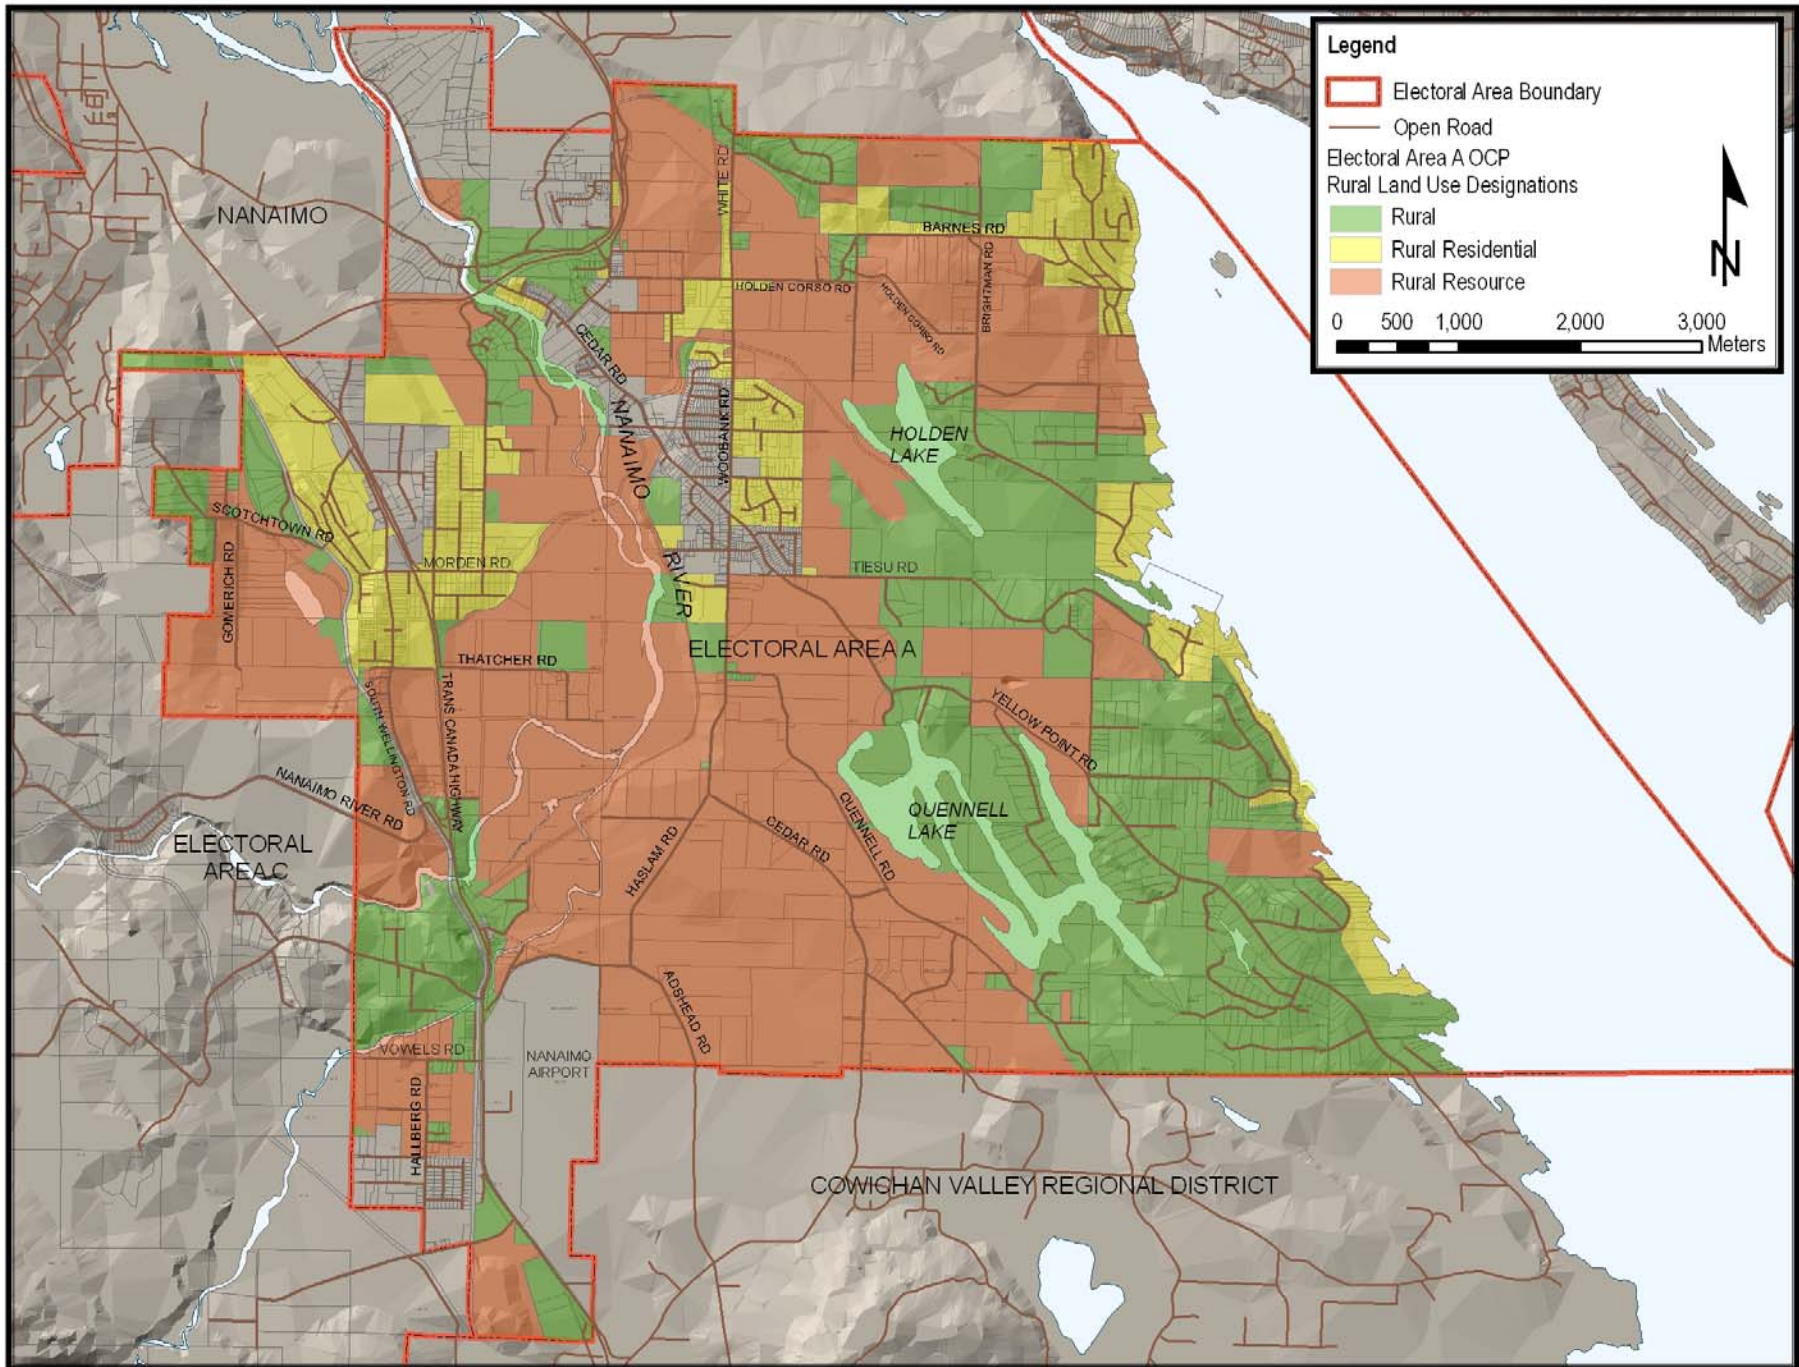 Legend
Electoral Area Boundary
Open Road
Electoral Area A OCP
Rural Land Use Designations
Rural
Rural Residential
Rural Resource
0 500 1,000 2,000 3,000
Meters
N
NANAIMO
WHITE RD
BARNES RD
BRIGHTMAN RD
HOLDEN CORSO RD
HOLDEN CORSO RD
CEDAR RD
NANAIMO
RIVER
WOOBANK RD
HOLDEN
LAKE
SCOTCHTOWN RD
GOMERICH RD
MORDEN RD
TIESU RD
ELECTORAL AREA A
THATCHER RD
SOUTH WELLINGTON RD
TRANS CANADA HIGHWAY
YELLOW POINT RD
NANAIMO RIVER RD
ELECTORAL
AREA C
QUENNELL
LAKE
QUENNELL RD
CEDAR RD
HASLAM RD
ADSHEAD RD
VOWELS RD
NANAIMO
AIRPORT
HALLBERG RD
COWICHAN VALLEY REGIONAL DISTRICT